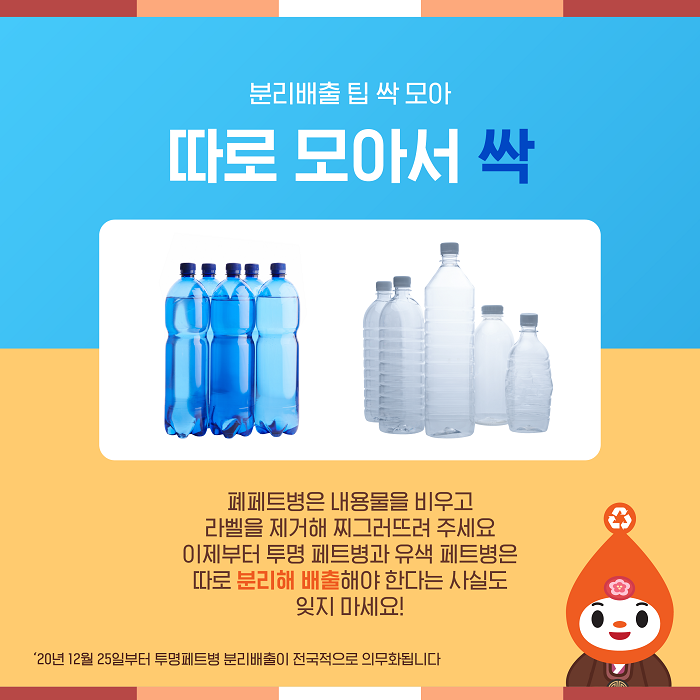 분리배출 팁 싹 모아
따로 모아서 싹
폐페트병은 내용물을 비우고
라벨을 제거해 찌그러뜨려 주세요
이제부터 투명 페트병과 유색 페트병은
따로 분리해 배출해야 한다는 사실도
잊지 마세요!
‘20년 12월 25일부터 투명페트병 분리배출이 전국적으로 의무화됩니다